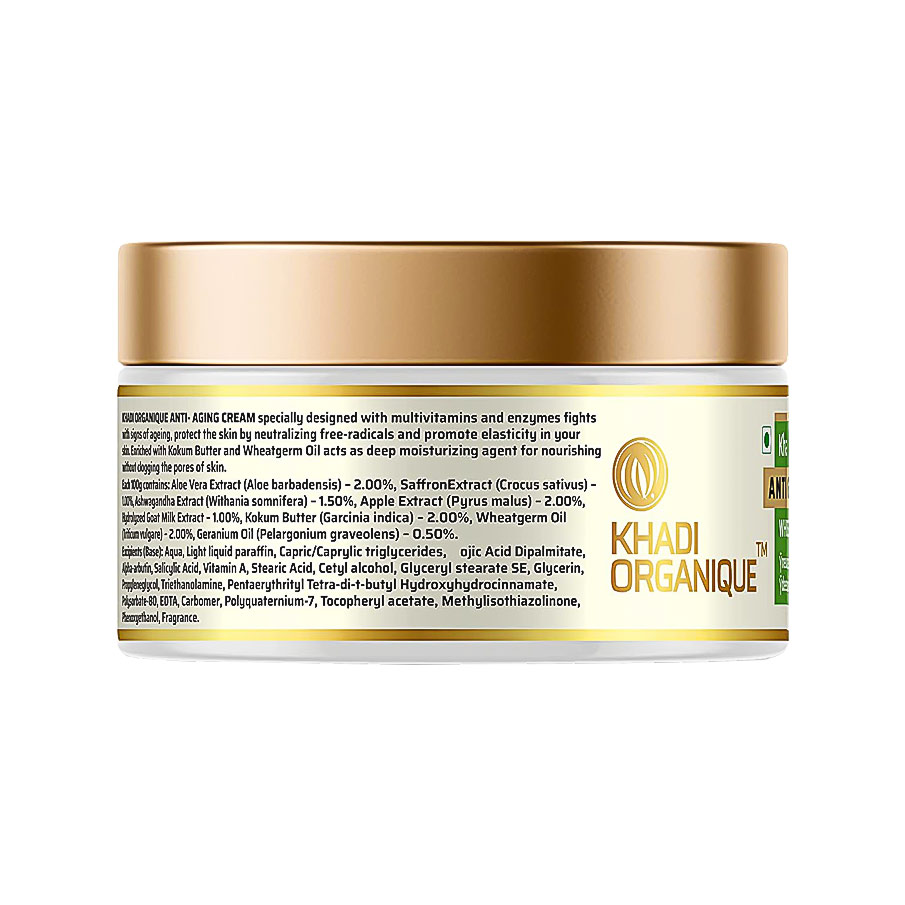 KHADI ORGANIQUE ANTI- AGING CREAM specially designed with multivitamins and enzymes fights
with signs of ageing, protect the skin by neutralizing free-radicals and promote elasticity in your
skin. Enriched with Kokum Butter and Wheatgerm Oil acts as deep moisturizing agent for nourishing
without clogging the pores of skin.
Each 100g contains: Aloe Vera Extract (Aloe barbadensis) – 2.00%, SaffronExtract (Crocus sativus) –
1.00%, Ashwagandha Extract (Withania somnifera) – 1.50%, Apple Extract (Pyrus malus) – 2.00%,
Hydrolyzed Goat Milk Extract – 1.00%, Kokum Butter (Garcinia indica) – 2.00%, Wheatgerm Oil
(Triticum vulgare) - 2.00%, Geranium Oil (Pelargonium graveolens) – 0.50%.
Excipients (Base): Aqua, Light liquid paraffin, Capric/Caprylic triglycerides, ojic Acid Dipalmitate,
Alpha-arbutin, Salicylic Acid, Vitamin A, Stearic Acid, Cetyl alcohol, Glyceryl stearate SE, Glycerin,
Propyleneglycol, Triethanolamine, Pentaerythrityl Tetra-di-t-butyl Hydroxyhydrocinnamate,
Polysorbate-80, EDTA, Carbomer, Polyquaternium-7, Tocopheryl acetate, Methylisothiazolinone,
Phenoxyethanol, Fragrance.
KHADI
ORGANIQUE™
Kha
ANTI
WHE